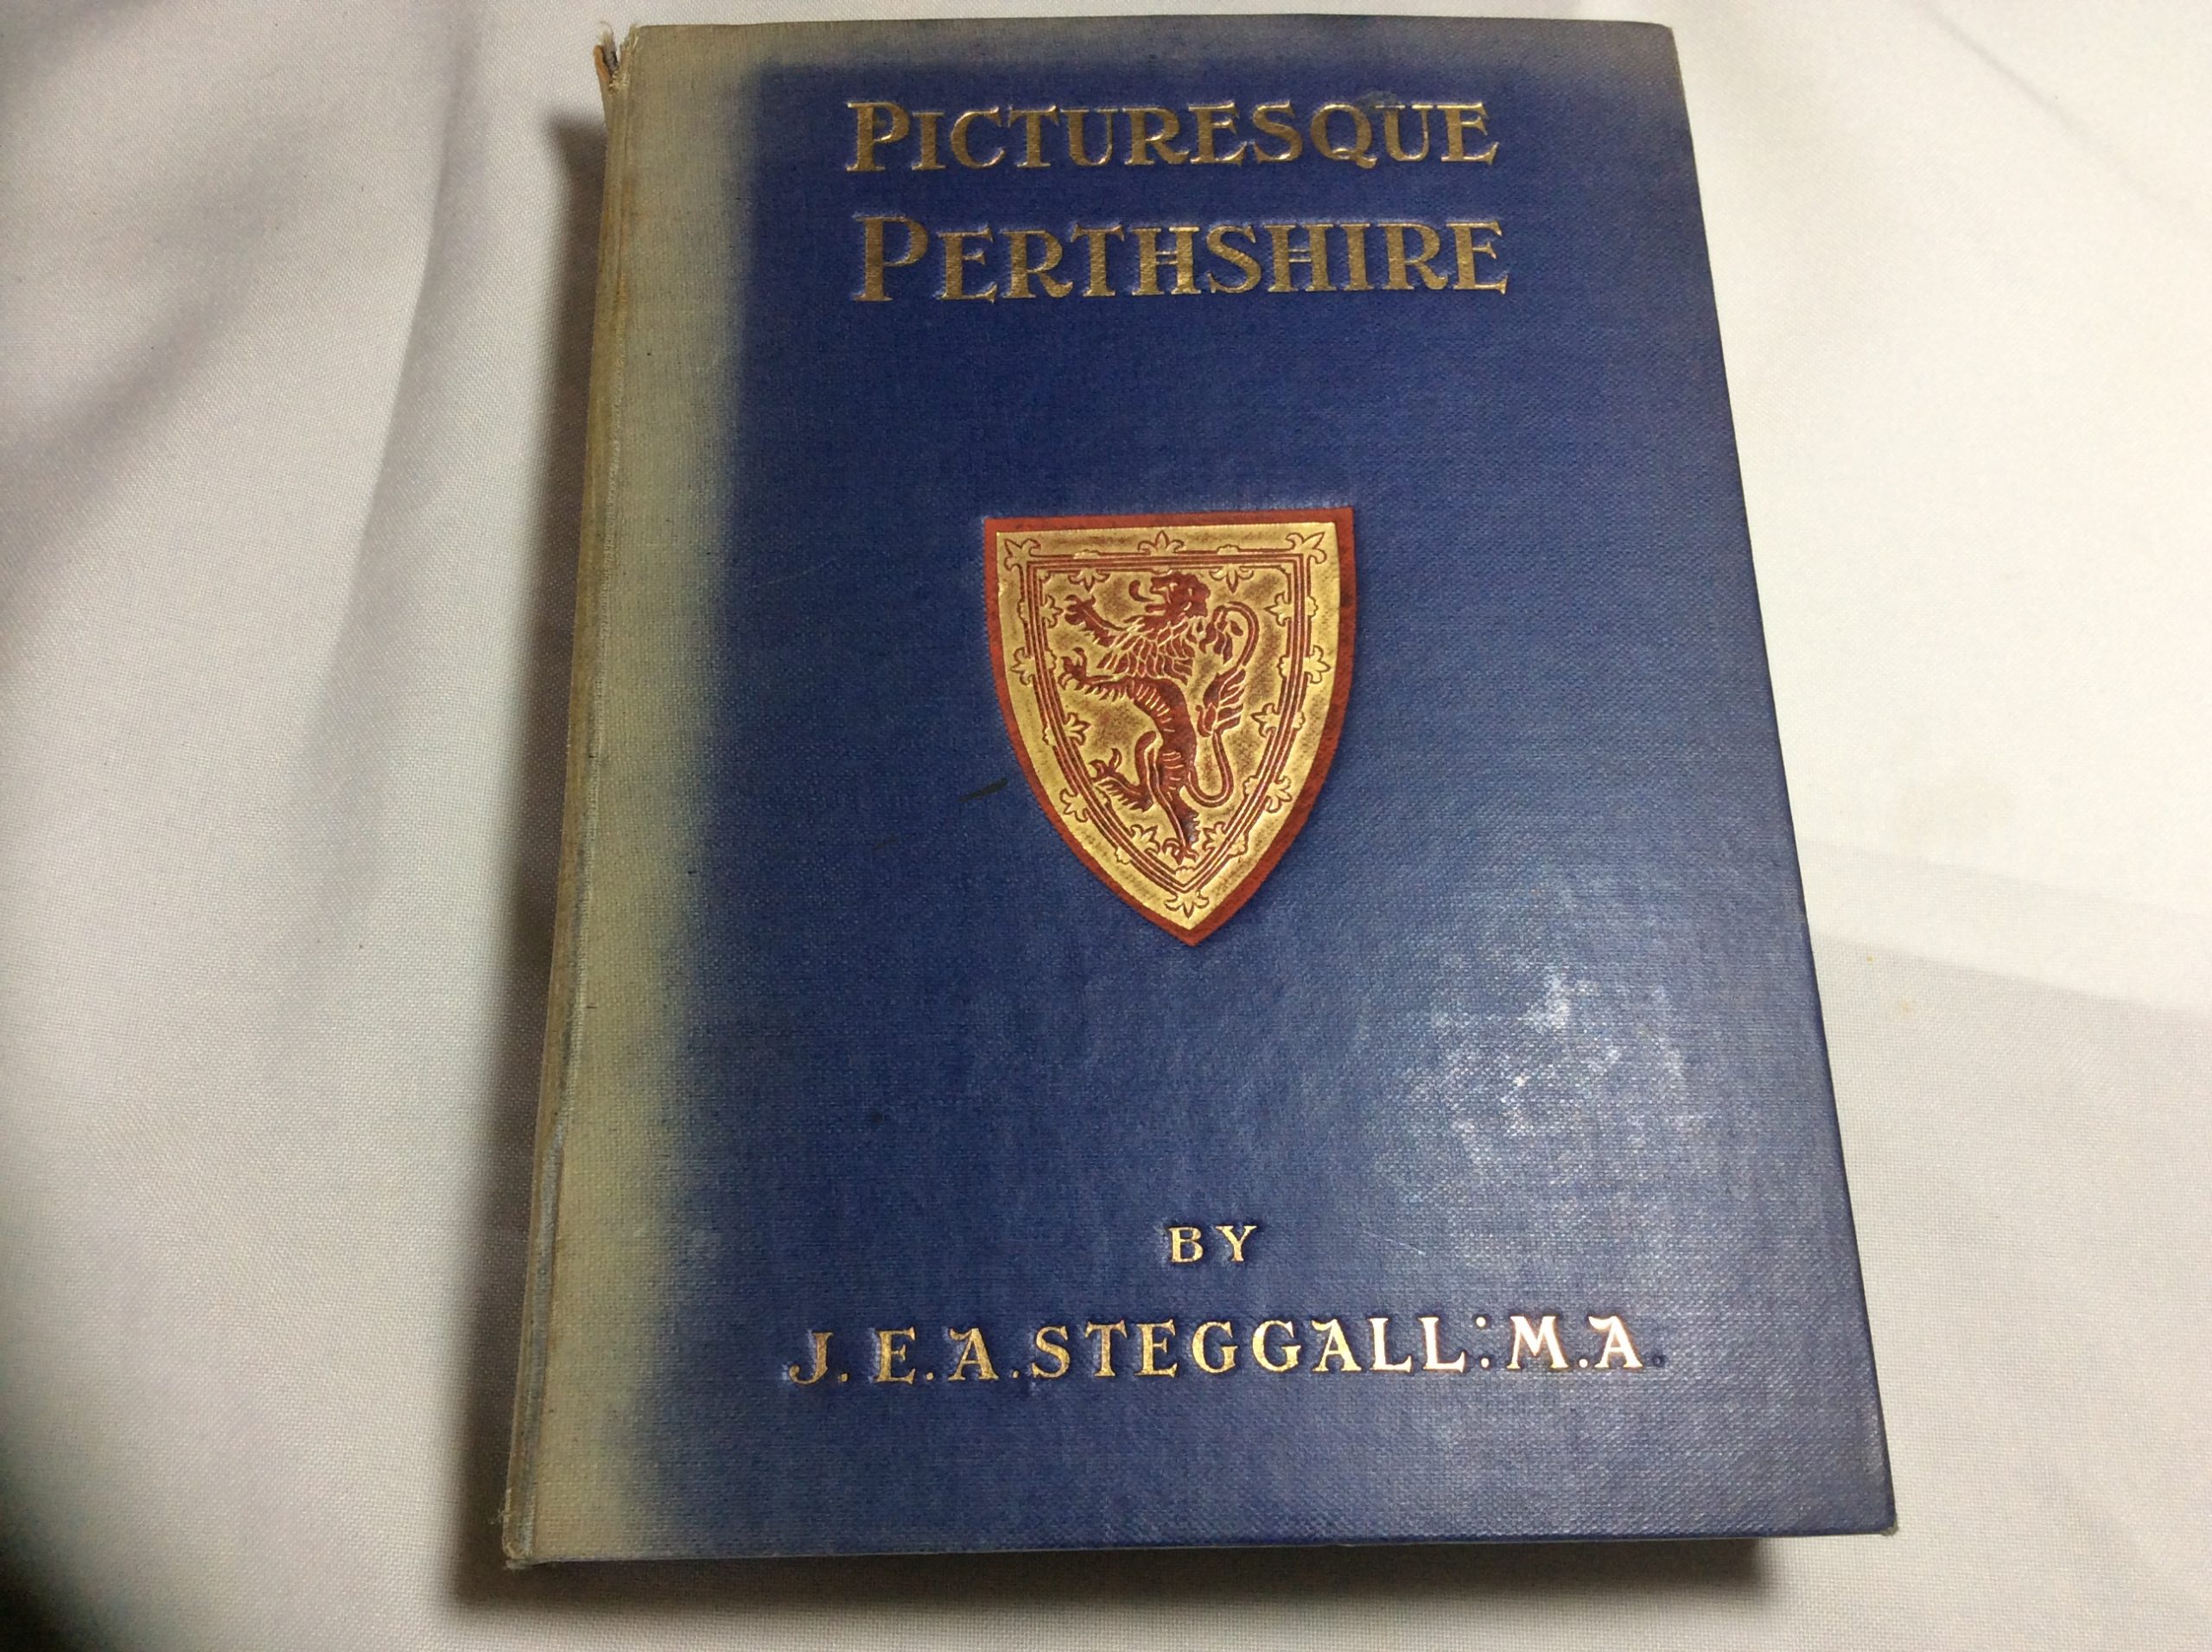 PICTURESQUE
PERTHSHIRE
BY
J. E. A. STEGGALL: M.A.